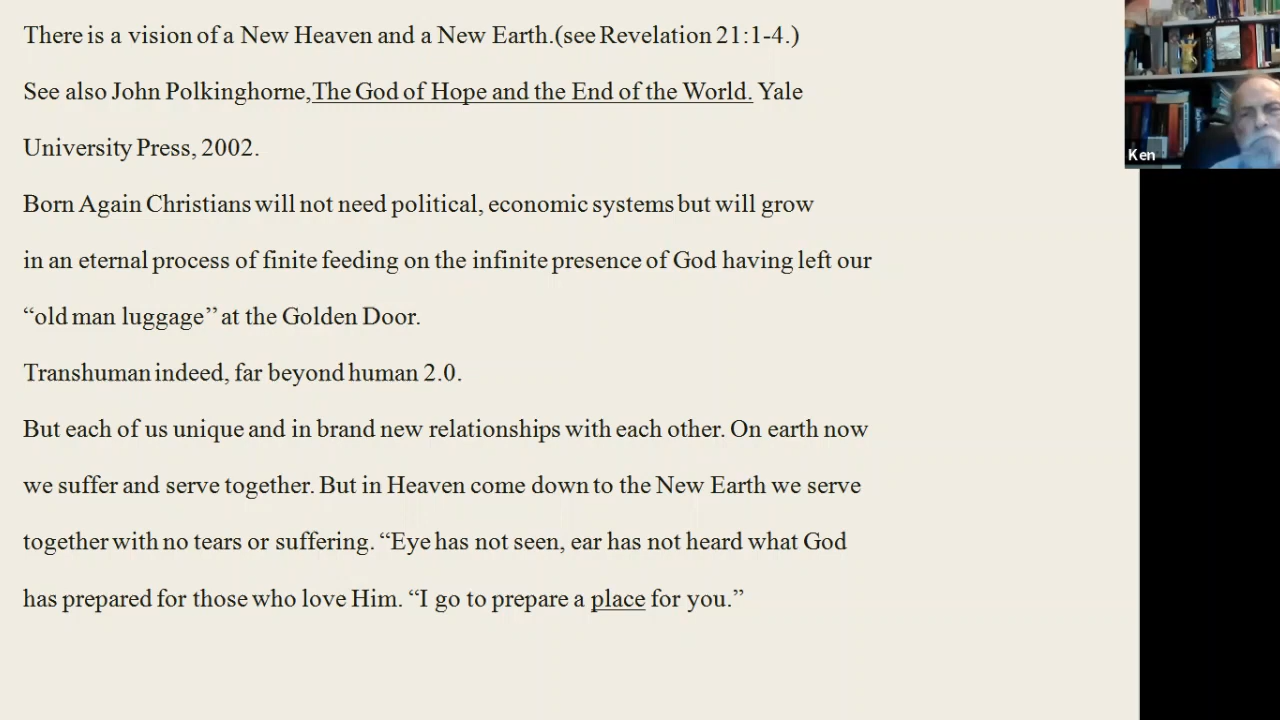 There is a vision of a New Heaven and a New Earth.(see Revelation 21:1-4.)
See also John Polkinghorne,The God of Hope and the End of the World. Yale
University Press, 2002.
Born Again Christians will not need political, economic systems but will grow
in an eternal process of finite feeding on the infinite presence of God having left our
“old man luggage” at the Golden Door.
Transhuman indeed, far beyond human 2.0.
But each of us unique and in brand new relationships with each other. On earth now
we suffer and serve together. But in Heaven come down to the New Earth we serve
together with no tears or suffering. “Eye has not seen, ear has not heard what God
has prepared for those who love Him. “I go to prepare a place for you.”
Ken